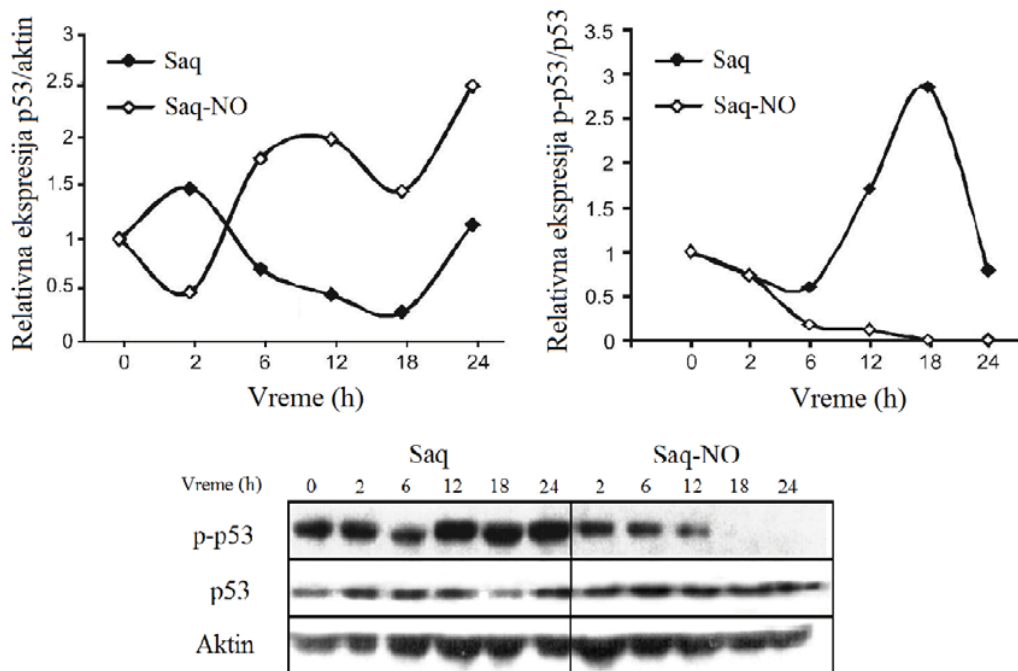 Relativna ekspresija p53/aktin
3
2.5
2
1.5
1
0.5
0
Saq
Saq-NO
0 2 6 12 18 24
Vreme (h)
Relativna ekspresija p-p53/p53
3.5
3
2.5
2
1.5
1
0.5
0
Saq
Saq-NO
0 2 6 12 18 24
Vreme (h)
Saq Saq-NO
Vreme (h) 0 2 6 12 18 24 2 6 12 18 24
p-p53
p53
Aktin